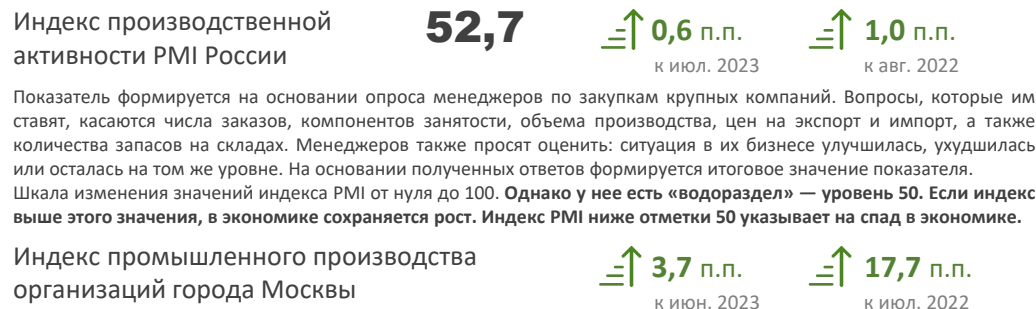 Индекс производственной
активности PMI России
52,7
0,6 п.п.
к июл. 2023
1,0 п.п.
к авг. 2022
Показатель формируется на основании опроса менеджеров по закупкам крупных компаний. Вопросы, которые им
ставят, касаются числа заказов, компонентов занятости, объема производства, цен на экспорт и импорт, а также
количества запасов на складах. Менеджеров также просят оценить: ситуация в их бизнесе улучшилась, ухудшилась
или осталась на том же уровне. На основании полученных ответов формируется итоговое значение показателя.
Шкала изменения значений индекса PMI от нуля до 100. Однако у нее есть «водораздел» — уровень 50. Если индекс
выше этого значения, в экономике сохраняется рост. Индекс PMI ниже отметки 50 указывает на спад в экономике.
Индекс промышленного производства
организаций города Москвы
3,7 п.п.
к июн. 2023
17,7 п.п.
к июл. 2022